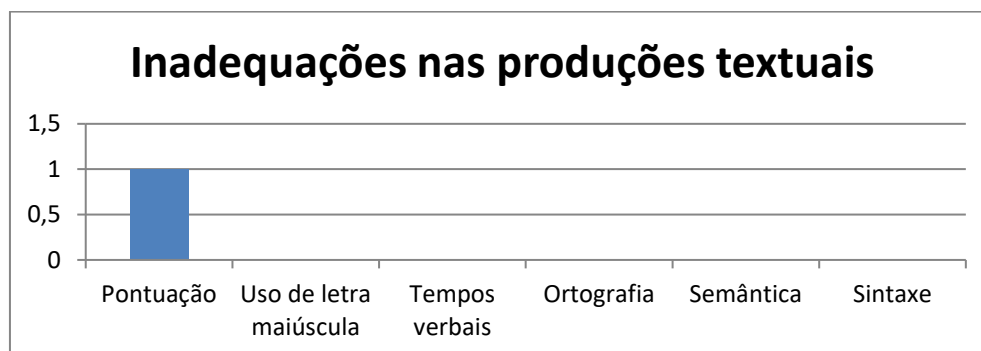 Inadequações nas produções textuais
1,5
1
0,5
0
Pontuação Uso de letra maiúscula Tempos verbais Ortografia Semântica Sintaxe